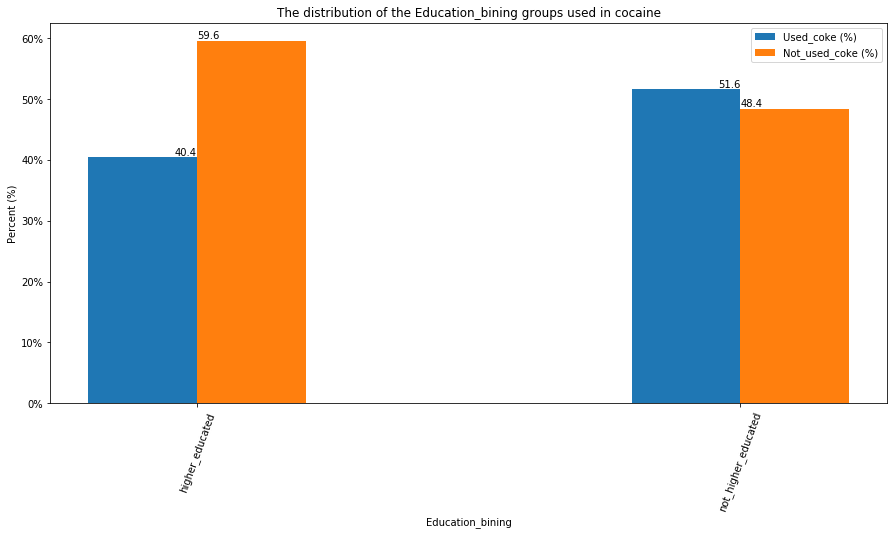 The distribution of the Education_bining groups used in cocaine
Used_coke (%)
Not_used_coke (%)
Percent (%)
60%
50%
40%
30%
20%
10%
0%
40.4
59.6
51.6
48.4
higher_educated
not_higher_educated
Education_bining